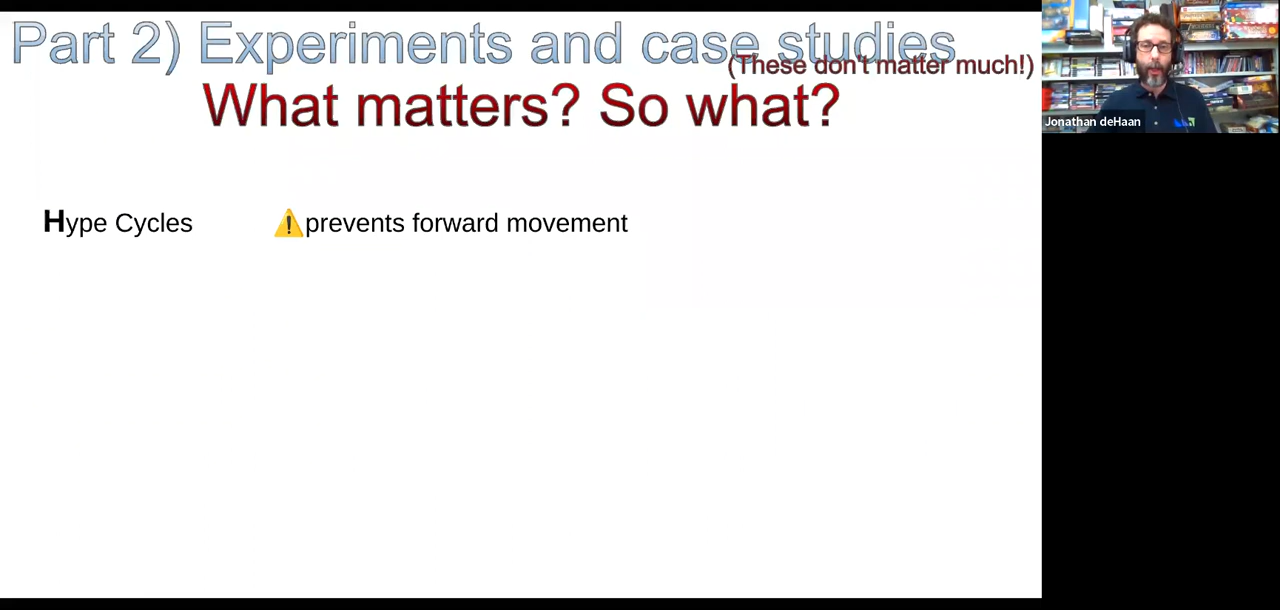 Part 2) Experiments and case studies
(These don't matter much!)
What matters? So what?
Hype Cycles
⚠️prevents forward movement
Jonathan deHaan